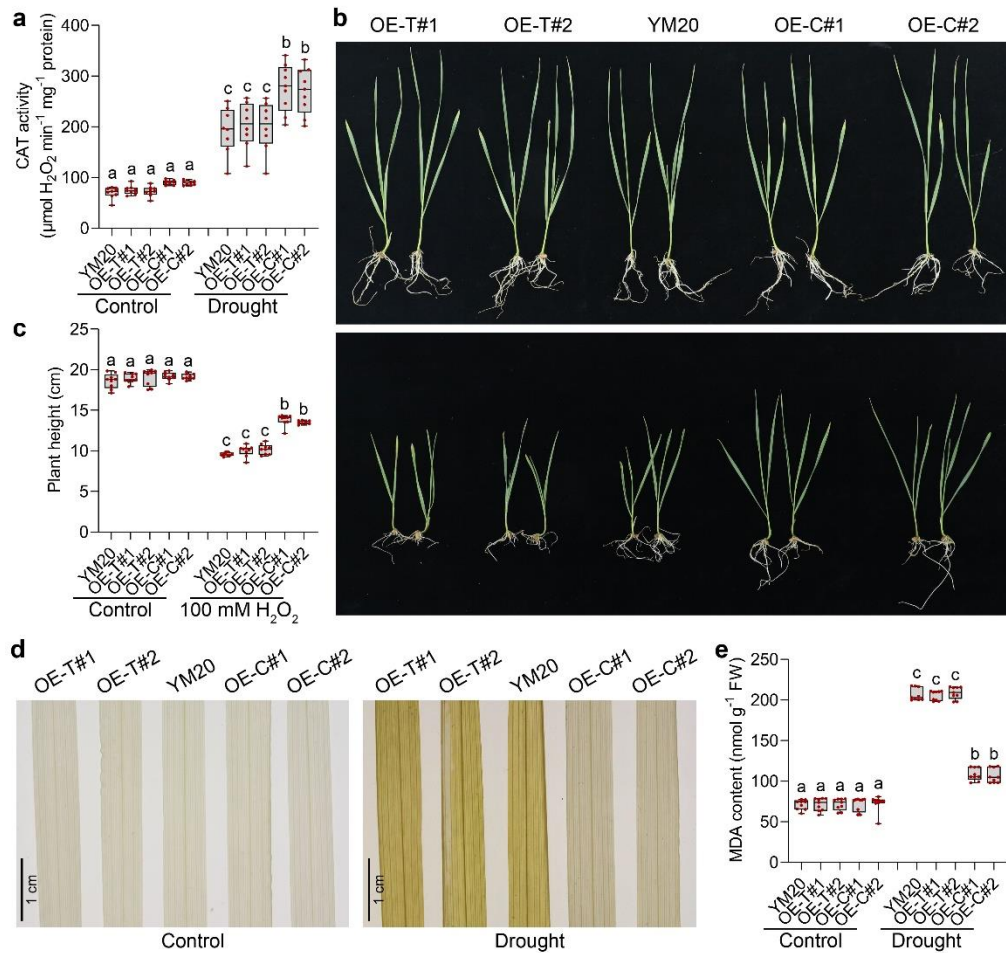 a
CAT activity
(μmol H₂O₂ min⁻¹ mg⁻¹ protein)
400
300
200
100
0
a a a a a
c c c b b
YM20
OE-T#1
OE-T#2
OE-C#1
OE-C#2
YM20
OE-T#1
OE-T#2
OE-C#1
OE-C#2
Control
Drought
b
OE-T#1 OE-T#2 YM20 OE-C#1 OE-C#2
c
Plant height (cm)
25
20
15
10
5
0
a a a a a
c c c b b
YM20
OE-T#1
OE-T#2
OE-C#1
OE-C#2
YM20
OE-T#1
OE-T#2
OE-C#1
OE-C#2
Control
100 mM H₂O₂
d
OE-T#1 OE-T#2 YM20 OE-C#1 OE-C#2
OE-T#1 OE-T#2 YM20 OE-C#1 OE-C#2
1 cm
1 cm
Control
Drought
e
MDA content (nmol g⁻¹ FW)
250
200
150
100
50
0
a a a a a
c c c b b
YM20
OE-T#1
OE-T#2
OE-C#1
OE-C#2
YM20
OE-T#1
OE-T#2
OE-C#1
OE-C#2
Control
Drought